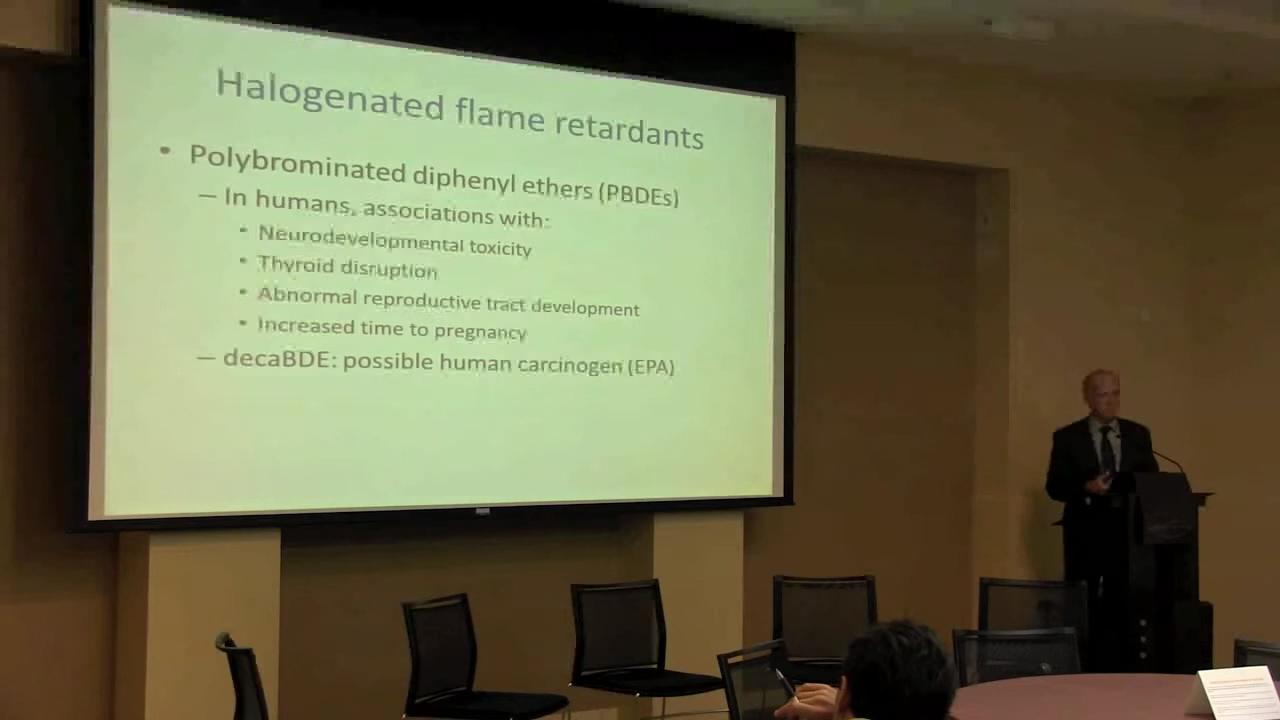 Halogenated flame retardants
• Polybrominated diphenyl ethers (PBDEs)
– In humans, associations with:
• Neurodevelopmental toxicity
• Thyroid disruption
• Abnormal reproductive tract development
• Increased time to pregnancy
– decaBDE: possible human carcinogen (EPA)